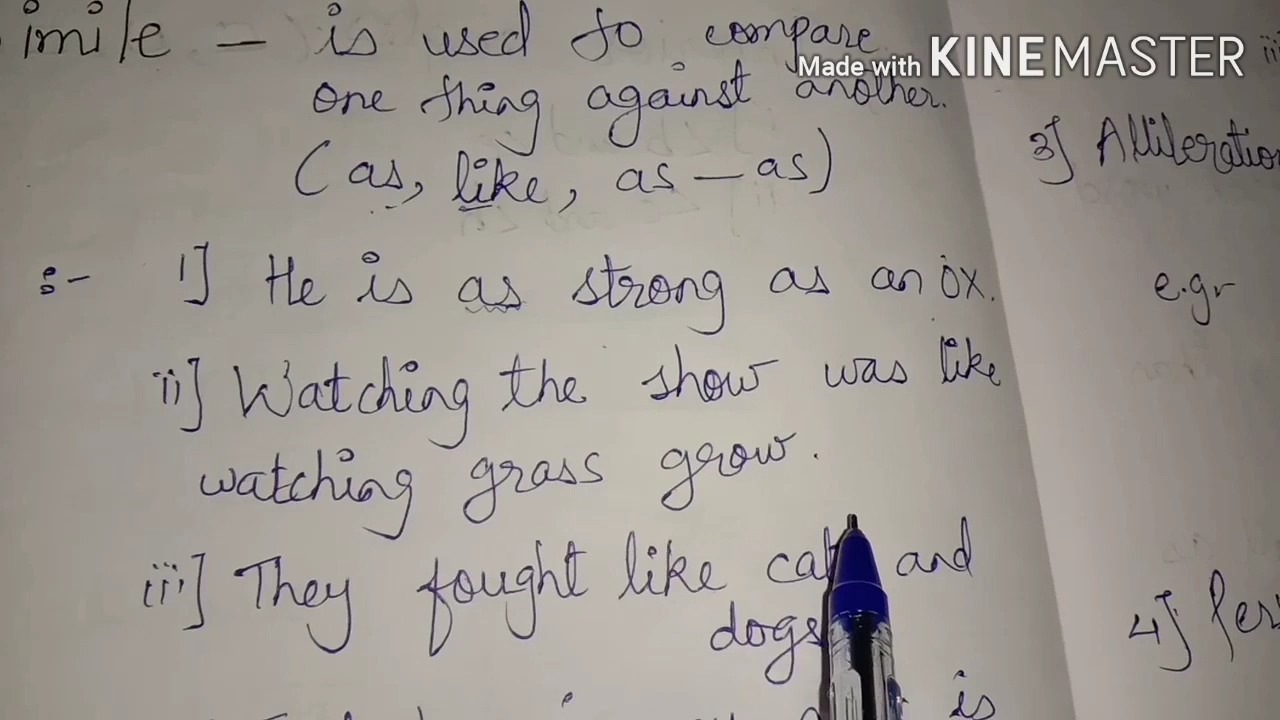 imile – is used to compare
one thing against another.
(as, like, as – as)
:- i] He is as strong as an ox.
ii] Watching the show was like
watching grass grow.
iii] They fought like cat and
dogs
is
3] Alliteratio
e.g.
4] Per
Made with KINEMASTER